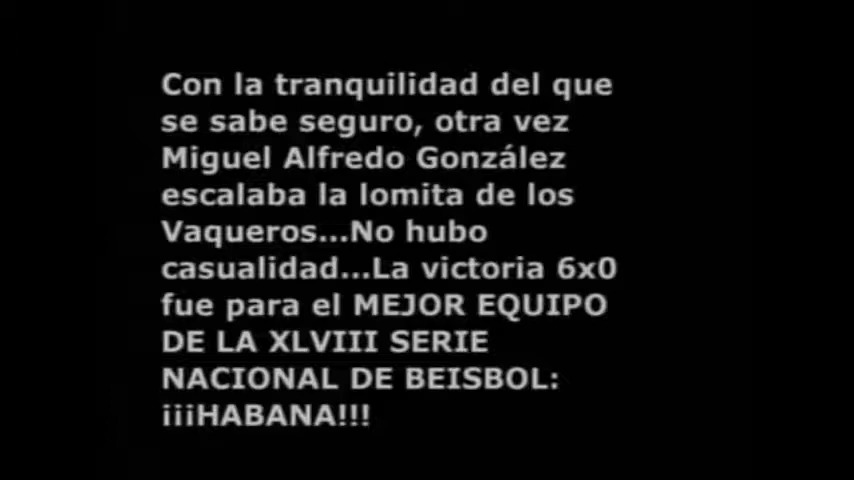 Con la tranquilidad del que
se sabe seguro, otra vez
Miguel Alfredo González
escalaba la lomita de los
Vaqueros...No hubo
casualidad...La victoria 6x0
fue para el MEJOR EQUIPO
DE LA XLVIII SERIE
NACIONAL DE BEISBOL:
¡¡¡HABANA!!!